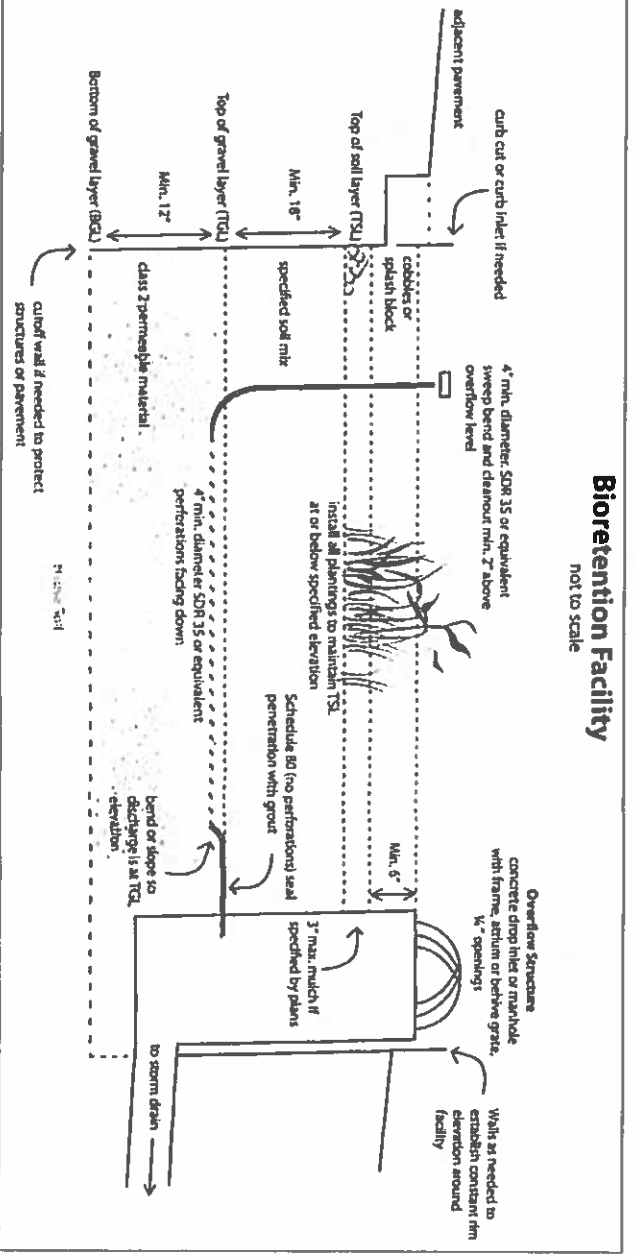 Bioretention Facility
not to scale
adjacent pavement
curb cut or curb inlet if needed
4" min. diameter. SDR 35 or equivalent
sweep bend and cleanout min. 2" above
overflow level
Overflow Structure
concrete drop inlet or manhole
with frame, atrium or behive grate,
¼" openings
Walls as needed to
establish constant rim
elevation around
facility
cobbles or
splash block
Min. 6"
Top of soil layer (TSL)
install all plantings to maintain TSL
at or below specified elevation
3" max. mulch if
specified by plans
Min. 18"
specified soil mix
Schedule 80 (no perforations) seal
penetration with grout
Top of gravel layer (TGL)
4" min. diameter SDR 35 or equivalent
perforations facing down
Min. 12"
class 2 permeable material
bend or slope so
discharge is at TGL
elevation
to storm drain
Bottom of gravel layer (BGL)
cutoff wall if needed to protect
structures or pavement